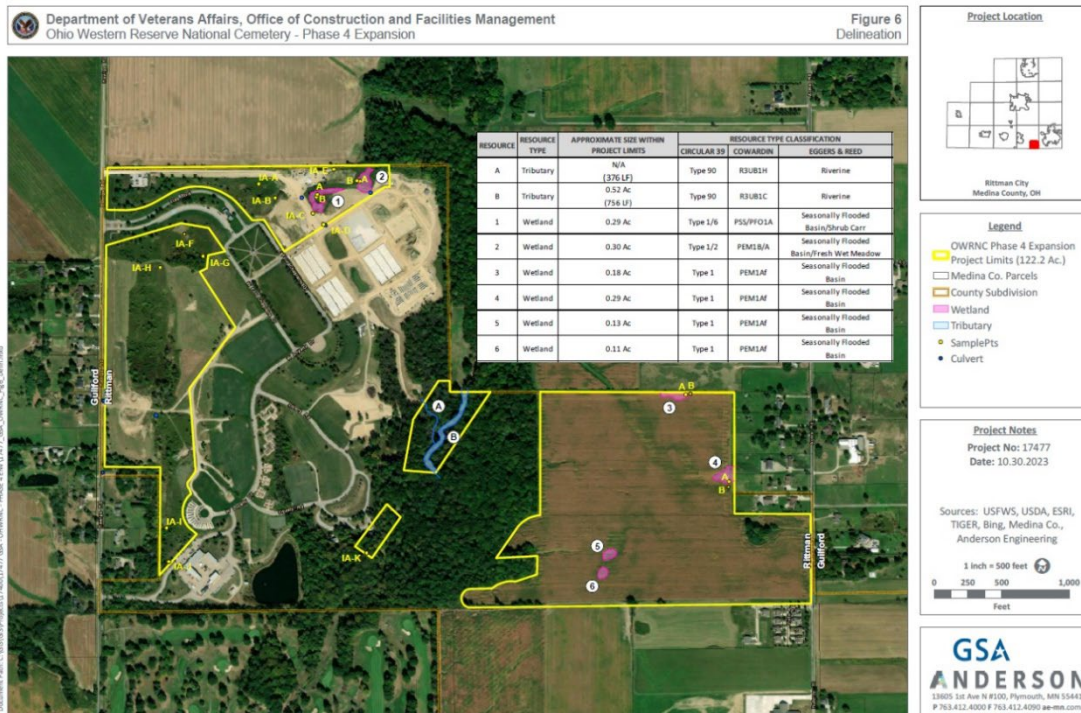 Department of Veterans Affairs, Office of Construction and Facilities Management
Ohio Western Reserve National Cemetery - Phase 4 Expansion
Figure 6
Delineation
RESOURCE RESOURCE TYPE APPROXIMATE SIZE WITHIN PROJECT LIMITS RESOURCE TYPE CLASSIFICATION
CIRCULAR 39 COWARDIN EGGERS & REED
A Tributary N/A (376 LF) Type 90 R3UB1H Riverine
B Tributary 0.52 Ac (756 LF) Type 90 R3UB1C Riverine
1 Wetland 0.29 Ac Type 1/6 PSS/PFO1A Seasonally Flooded Basin/Shrub Carr
2 Wetland 0.30 Ac Type 1/2 PEM1B/A Seasonally Flooded Basin/Fresh Wet Meadow
3 Wetland 0.18 Ac Type 1 PEM1Af Seasonally Flooded Basin
4 Wetland 0.29 Ac Type 1 PEM1Af Seasonally Flooded Basin
5 Wetland 0.13 Ac Type 1 PEM1Af Seasonally Flooded Basin
6 Wetland 0.11 Ac Type 1 PEM1Af Seasonally Flooded Basin
IA-A
B A
2
A
B
1
IA-B
IA-C
IA-D
IA-F
IA-G
IA-H
Guilford
Rittman
A
B
A B
3
4
A
B
5
6
IA-I
IA-K
Rittman
Guilford
Project Location
Rittman City
Medina County, OH
Legend
OWRNC Phase 4 Expansion
Project Limits (122.2 Ac.)
Medina Co. Parcels
County Subdivision
Wetland
Tributary
SamplePts
Culvert
Project Notes
Project No: 17477
Date: 10.30.2023
Sources: USFWS, USDA, ESRI,
TIGER, Bing, Medina Co.,
Anderson Engineering
1 inch = 500 feet
0 250 500 1,000
Feet
GSA
ANDERSON
13605 1st Ave N #100, Plymouth, MN 55441
P 763.412.4000 F 763.412.4090 ae-mn.com